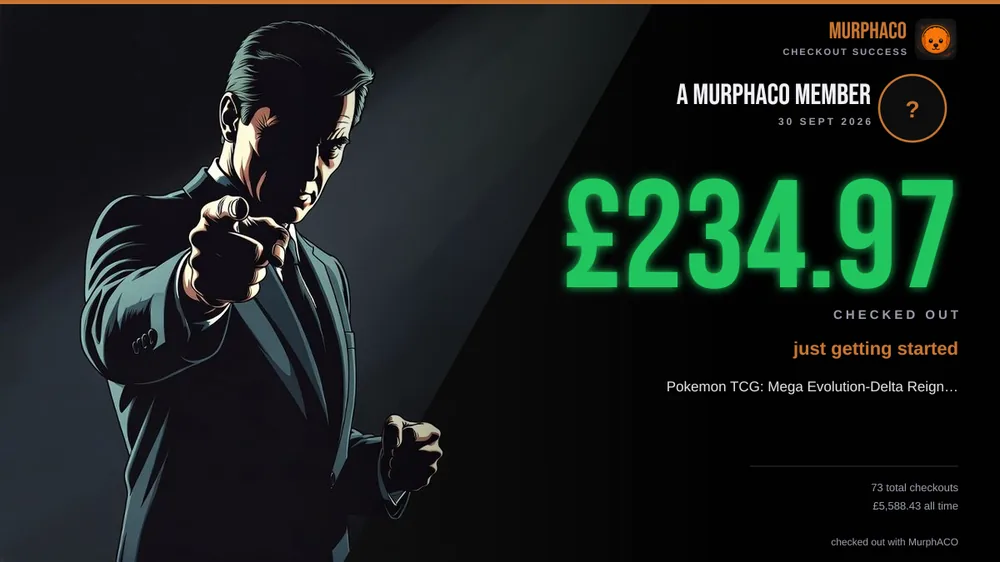 MURPHACO
CHECKOUT SUCCESS
A MURPHACO MEMBER
30 SEPT 2026
?
£234.97
CHECKED OUT
just getting started
Pokemon TCG: Mega Evolution-Delta Reign…
73 total checkouts
£5,588.43 all time
checked out with MurphACO